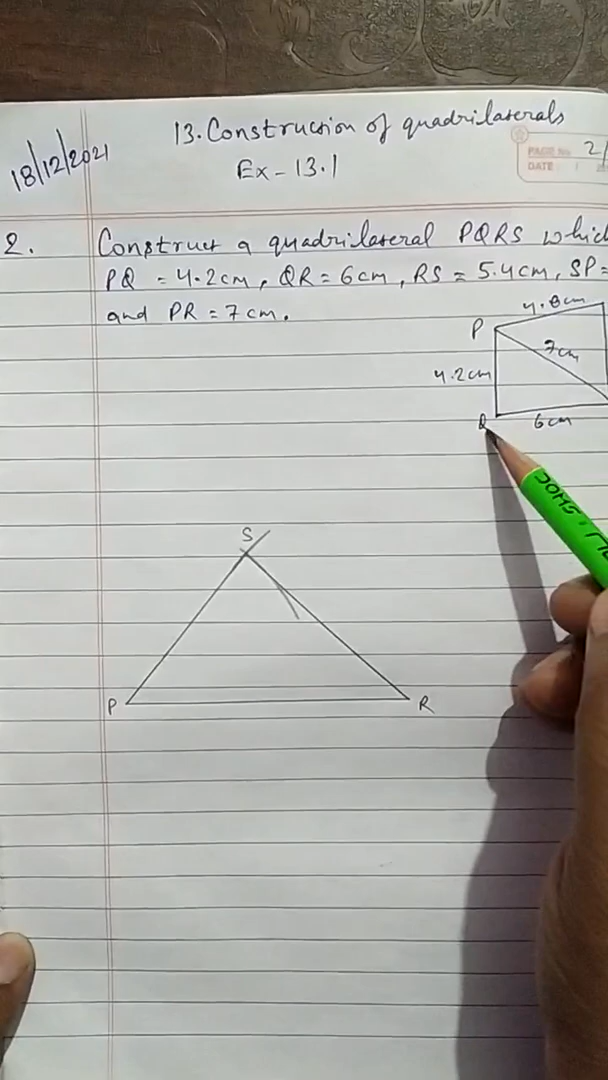 18/12/2021
13. Construction of quadrilaterals
Ex - 13.1
PAGE No. 2/
DATE
2. Construct a quadrilateral PQRS which
PQ = 4.2cm, QR = 6cm, RS = 5.4cm, SP =
and PR = 7cm.
4.8cm
P
7cm
4.2cm
Q
6cm
DOMS
S
P
R